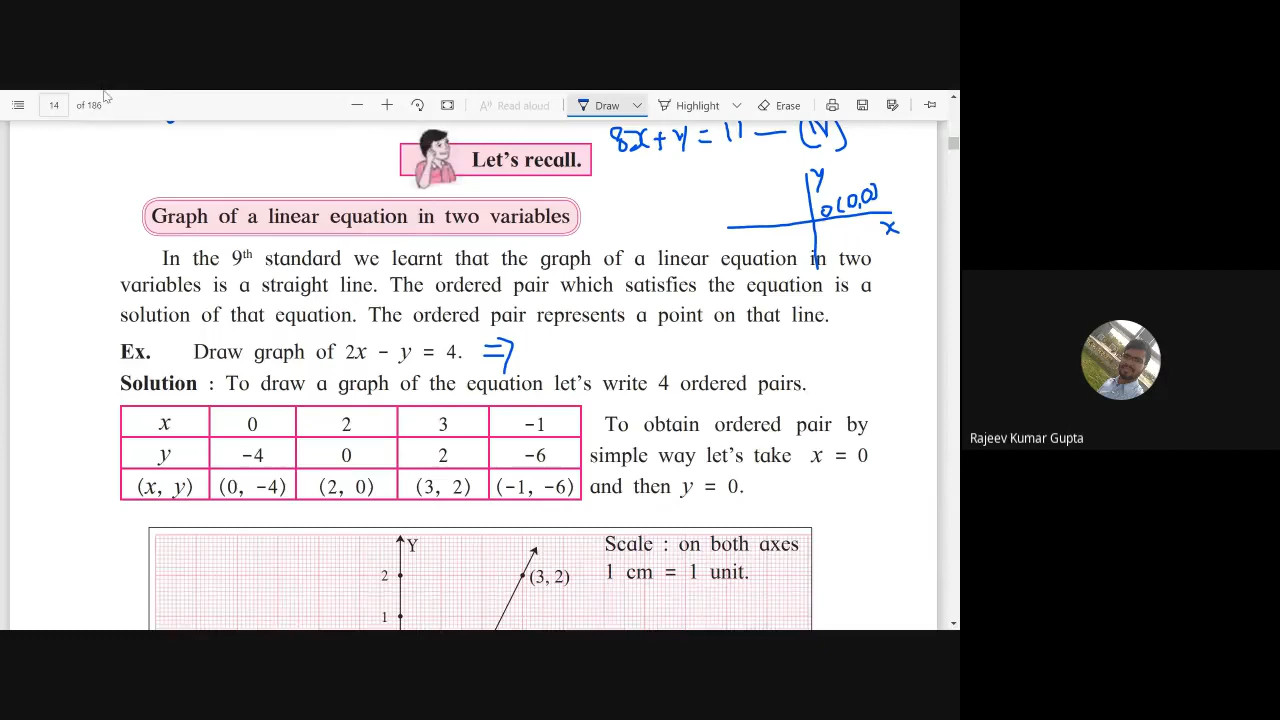 14 of 186 Read aloud Draw Highlight Erase
8x + y = 11 — (IV)
Let's recall.
y
0(0,0)
x
Graph of a linear equation in two variables
In the 9th standard we learnt that the graph of a linear equation in two
variables is a straight line. The ordered pair which satisfies the equation is a
solution of that equation. The ordered pair represents a point on that line.
Ex. Draw graph of 2x - y = 4. ⇒
Solution : To draw a graph of the equation let's write 4 ordered pairs.
x 0 2 3 -1
y -4 0 2 -6
(x, y) (0, -4) (2, 0) (3, 2) (-1, -6)
To obtain ordered pair by
simple way let's take x = 0
and then y = 0.
Y
2
(3, 2)
1
Scale : on both axes
1 cm = 1 unit.
Rajeev Kumar Gupta